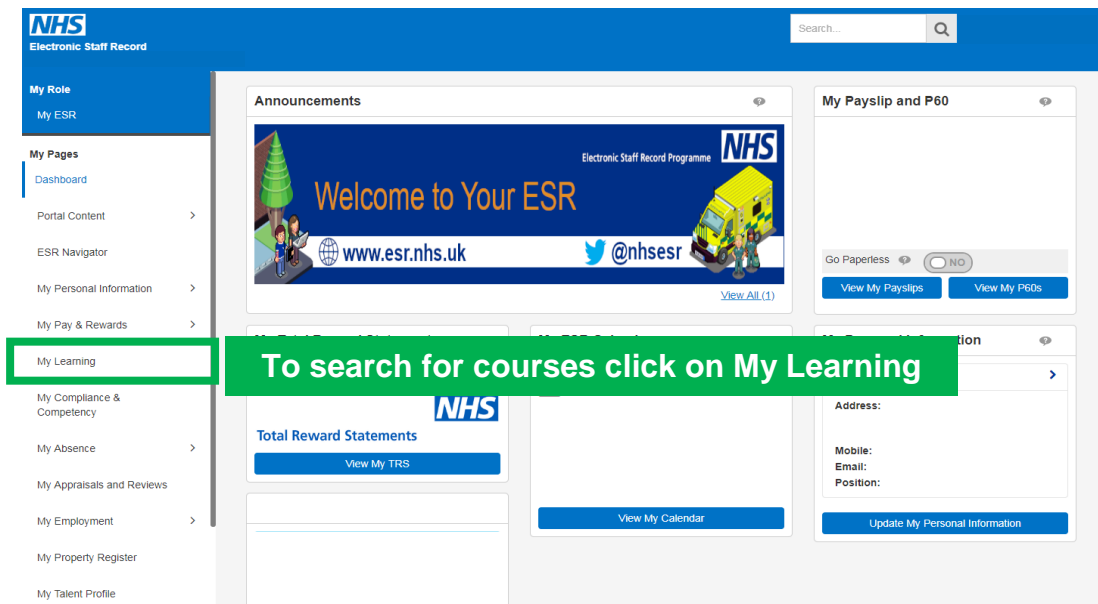 NHS
Electronic Staff Record
Search...
My Role
My ESR
My Pages
Dashboard
Portal Content
ESR Navigator
My Personal Information
My Pay & Rewards
My Learning
My Compliance &
Competency
My Absence
My Appraisals and Reviews
My Employment
My Property Register
My Talent Profile
Announcements
Electronic Staff Record Programme NHS
Welcome to Your ESR
www.esr.nhs.uk @nhsesr
View All (1)
My Payslip and P60
Go Paperless NO
View My Payslips View My P60s
To search for courses click on My Learning
NHS
Total Reward Statements
View My TRS
View My Calendar
Address:
Mobile:
Email:
Position:
Update My Personal Information